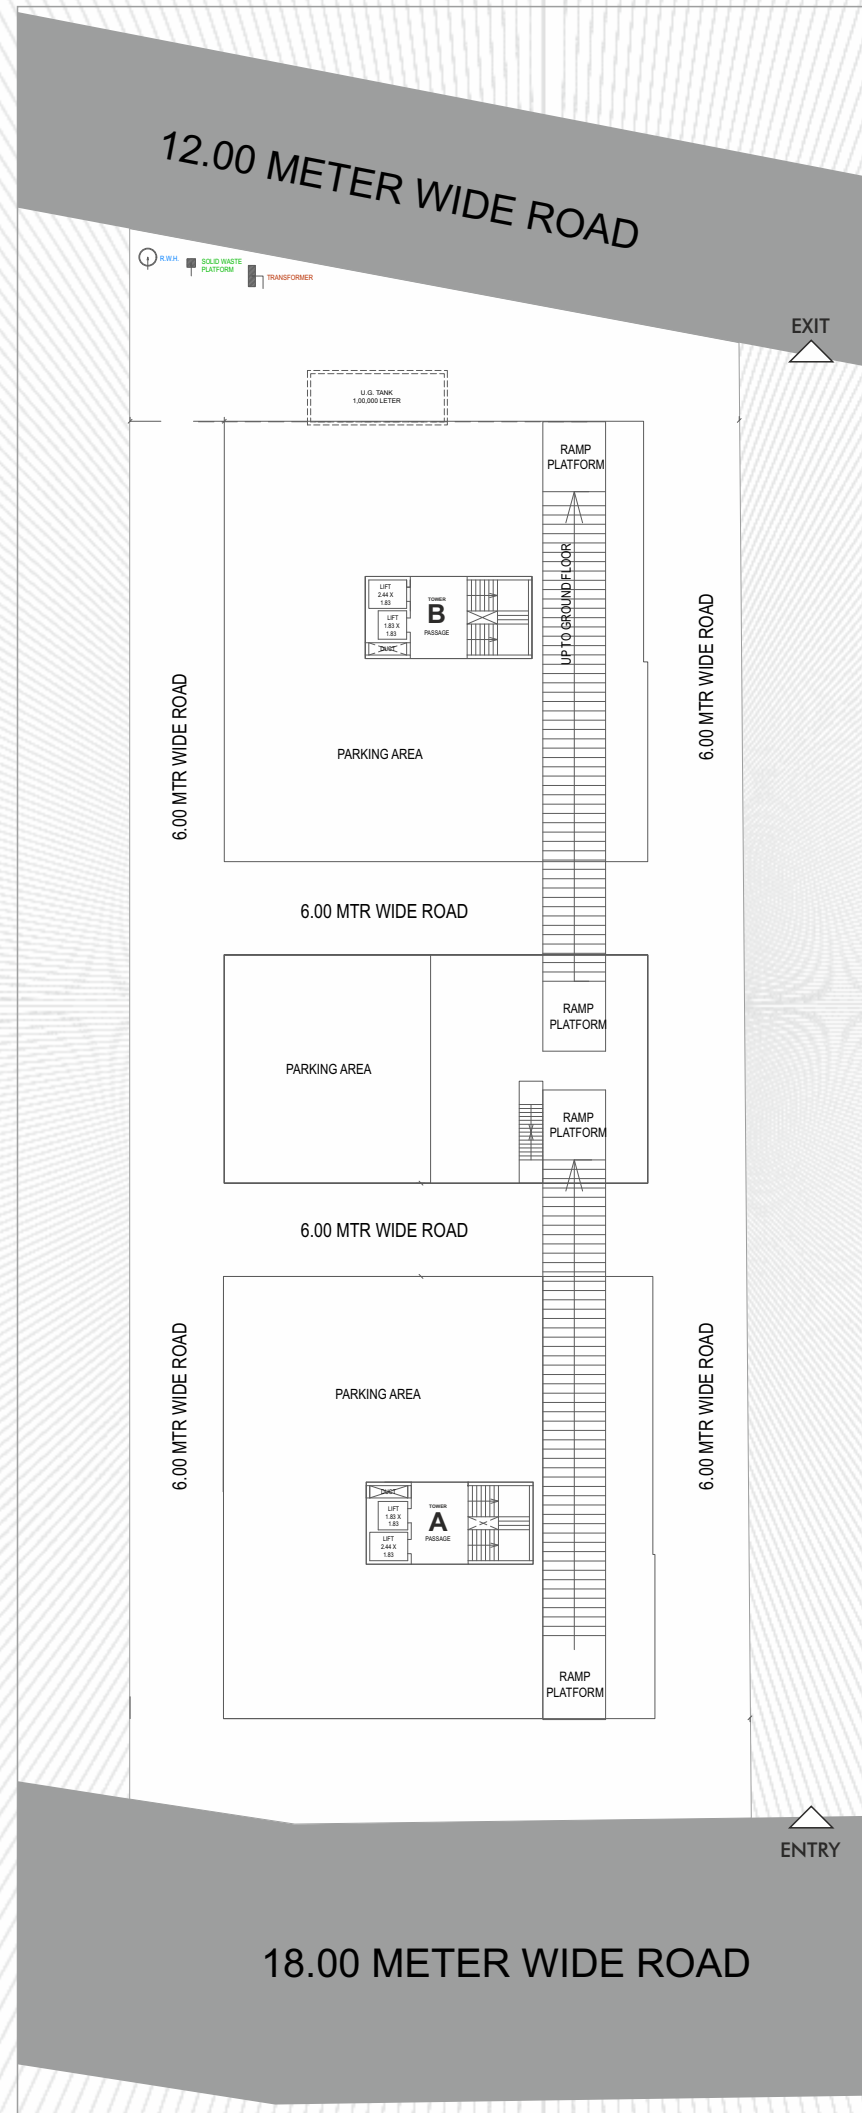 12.00 METER WIDE ROAD
R.W.H.
SOLID WASTE
PLATFORM
TRANSFORMER
EXIT
U.G. TANK
1,00,000 LETER
RAMP
PLATFORM
UP TO GROUND FLOOR
LIFT
2.44 X
1.83
LIFT
1.83 X
1.83
DUCT
TOWER
B
PASSAGE
6.00 MTR WIDE ROAD
6.00 MTR WIDE ROAD
PARKING AREA
6.00 MTR WIDE ROAD
RAMP
PLATFORM
PARKING AREA
RAMP
PLATFORM
6.00 MTR WIDE ROAD
6.00 MTR WIDE ROAD
6.00 MTR WIDE ROAD
PARKING AREA
DUCT
LIFT
1.83 X
1.83
LIFT
2.44 X
1.83
TOWER
A
PASSAGE
RAMP
PLATFORM
ENTRY
18.00 METER WIDE ROAD